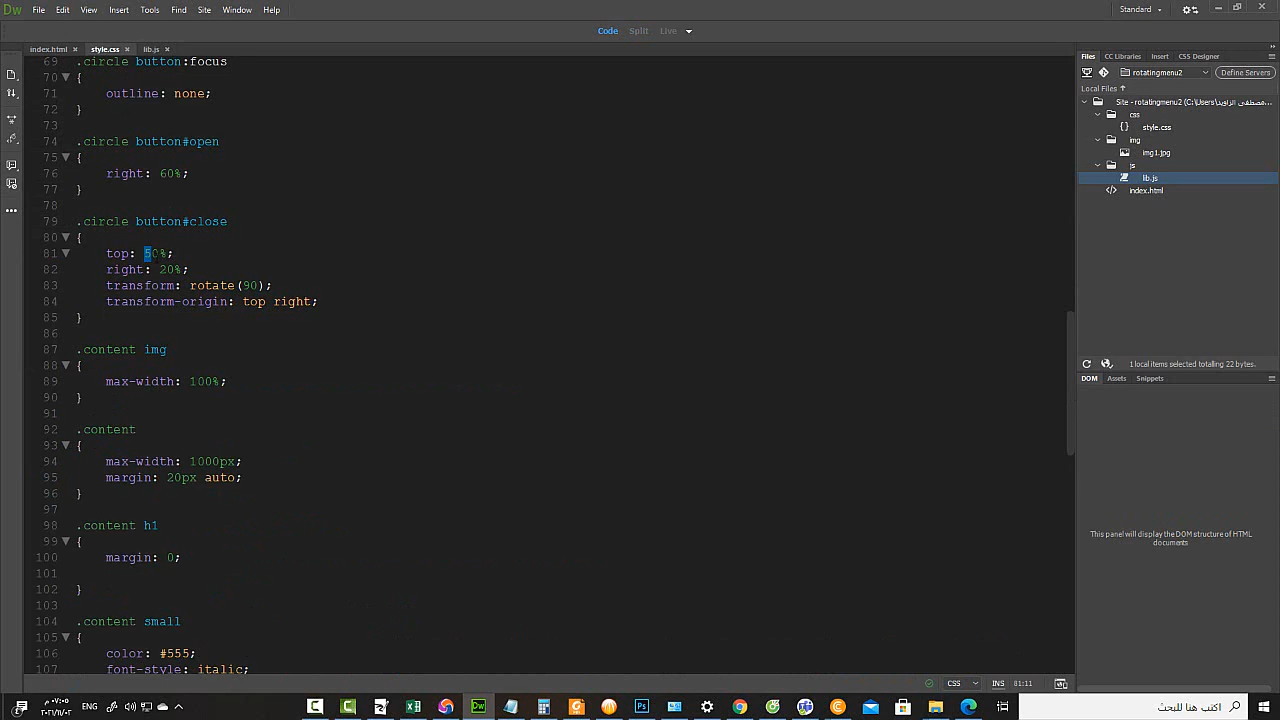 Dw File Edit View Insert Tools Find Site Window Help Standard
Code Split Live
index.html style.css lib.js
69 .circle button:focus
70 {
71 outline: none;
72 }
73
74 .circle button#open
75 {
76 right: 60%;
77 }
78
79 .circle button#close
80 {
81 top: 50%;
82 right: 20%;
83 transform: rotate(90);
84 transform-origin: top right;
85 }
86
87 .content img
88 {
89 max-width: 100%;
90 }
91
92 .content
93 {
94 max-width: 1000px;
95 margin: 20px auto;
96 }
97
98 .content h1
99 {
100 margin: 0;
101
102 }
103
104 .content small
105 {
106 color: #555;
107 font-style: italic;
CSS INS 81:11
Files CC Libraries Insert CSS Designer
rotatingmenu2 Define Servers
Local Files
Site - rotatingmenu2 (C:\Users\مصطفى الراوي...
css
style.css
img
img1.jpg
js
lib.js
index.html
1 local items selected totalling 22 bytes.
DOM Assets Snippets
This panel will display the DOM structure of HTML
documents
ENG
اكتب هنا للبحث